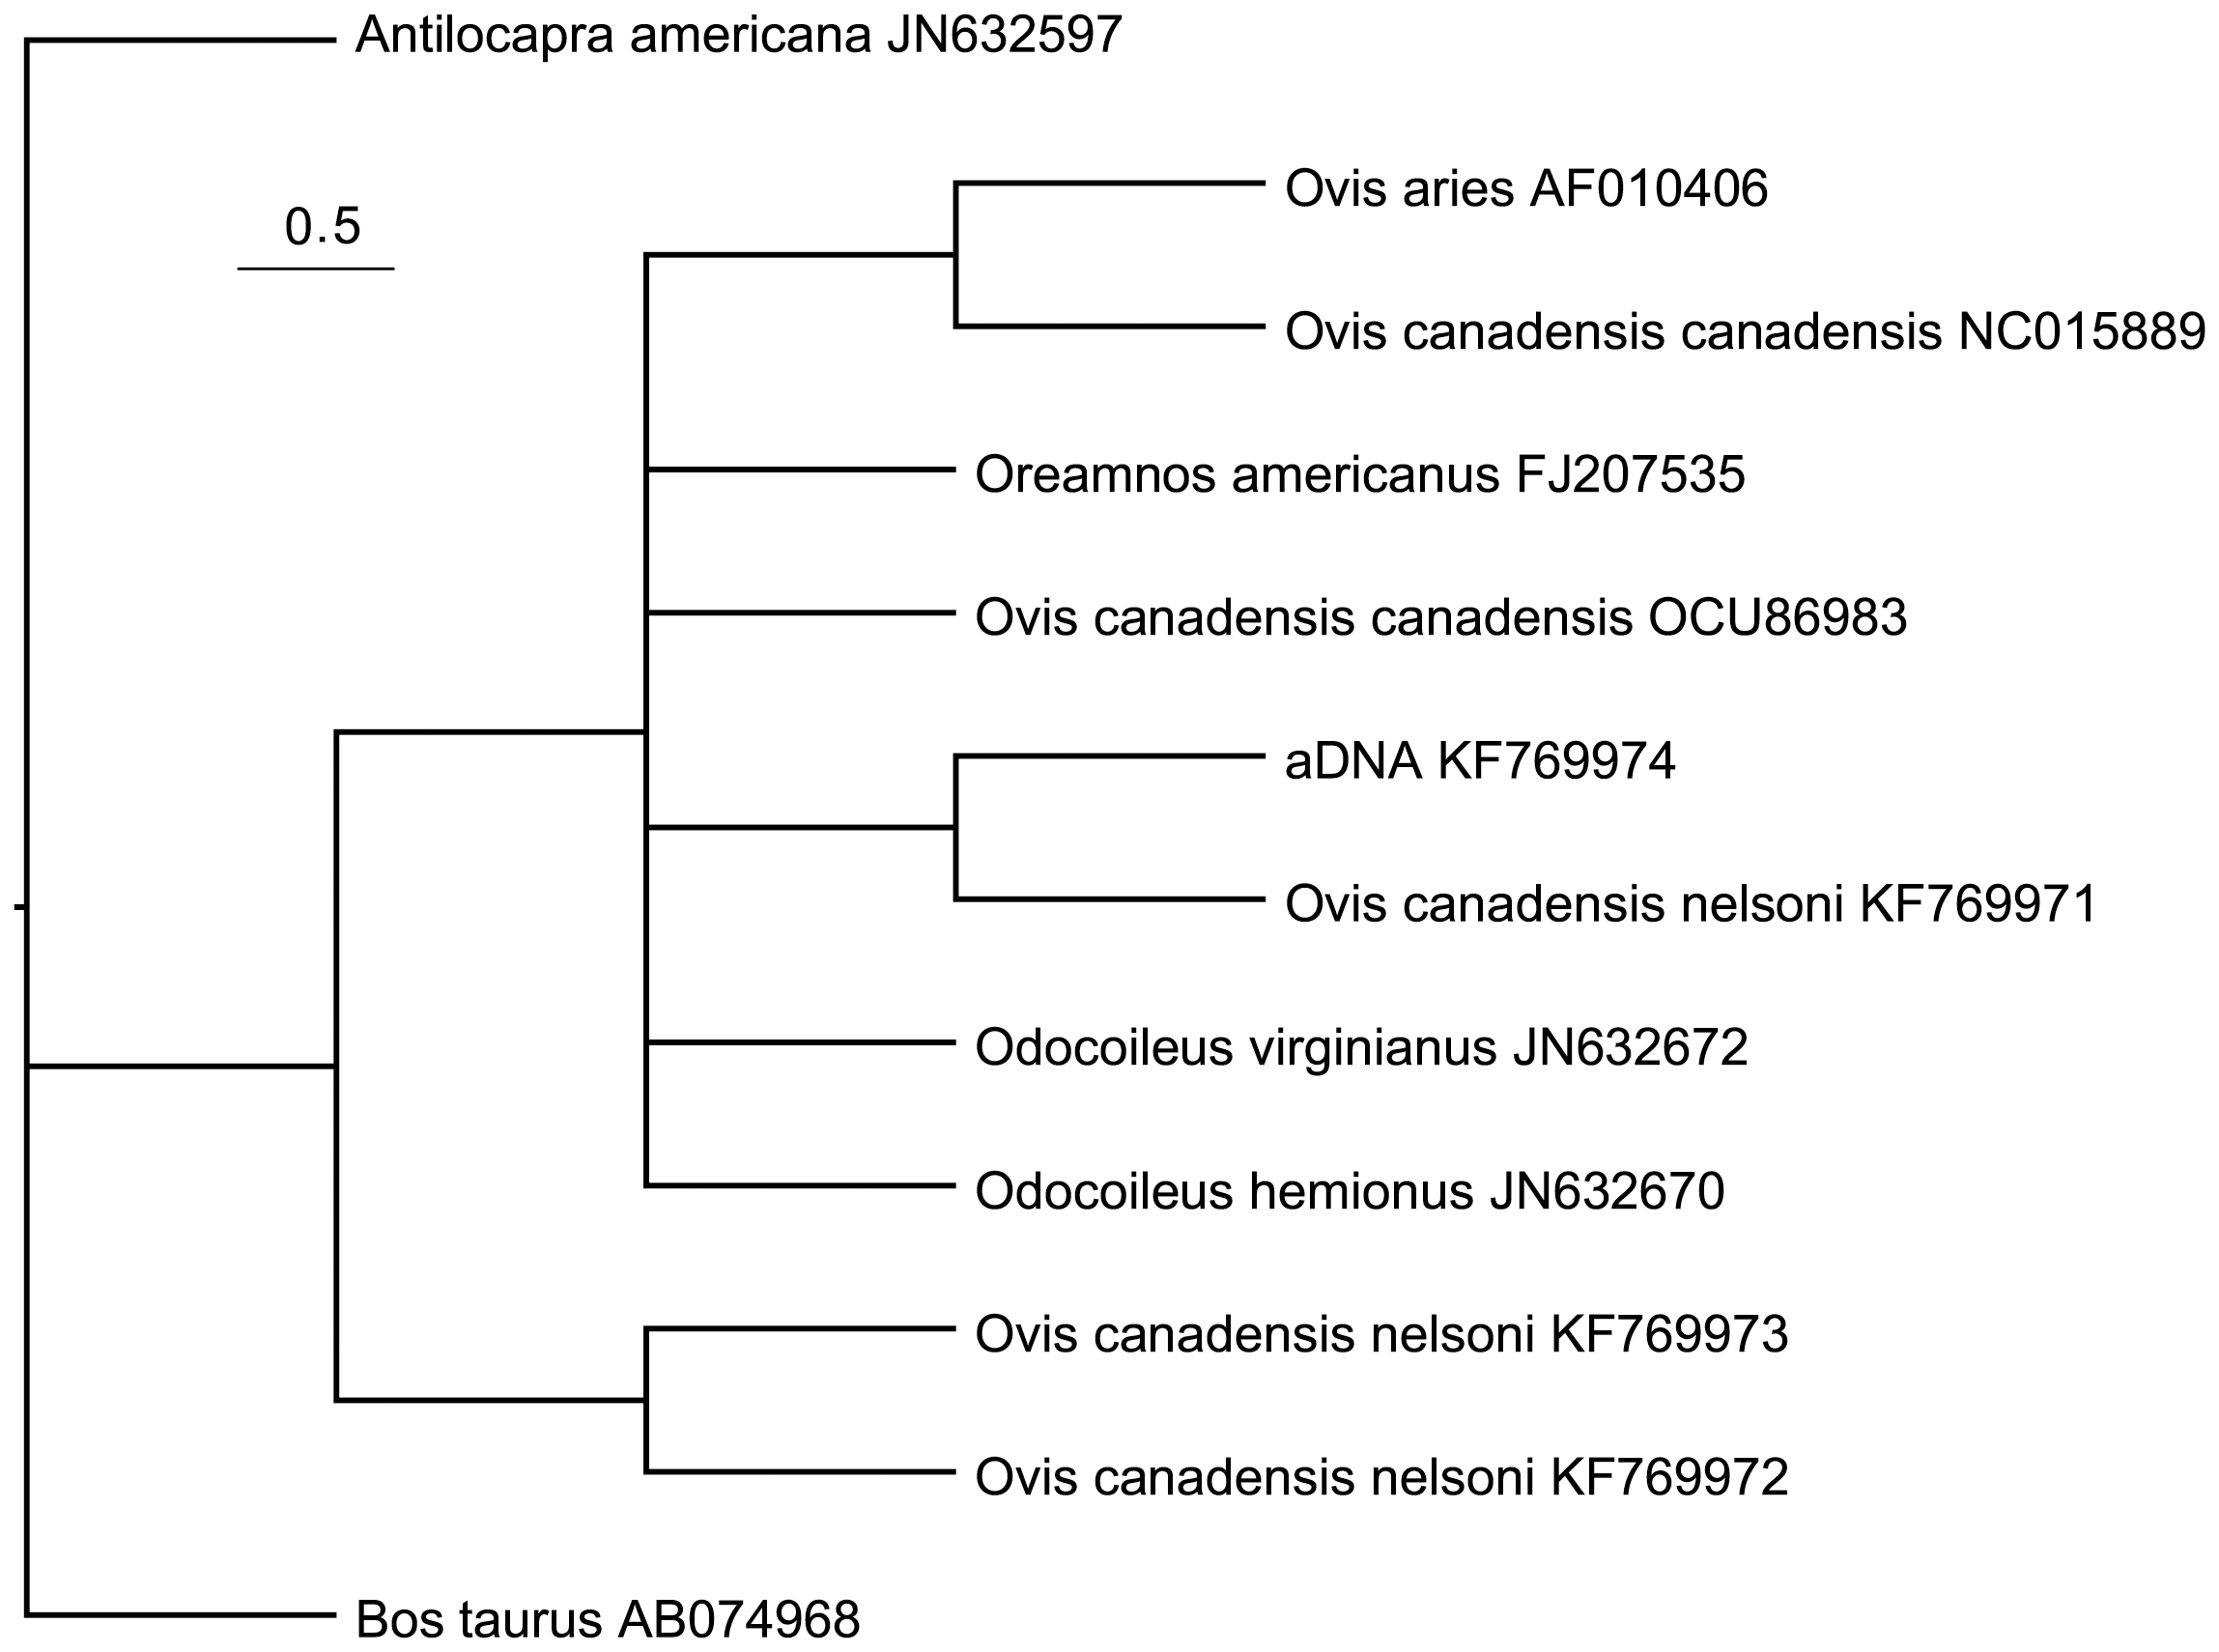 Antilocapra americana JN632597
Ovis aries AF010406
0.5
Ovis canadensis canadensis NC015889
Oreamnos americanus FJ207535
Ovis canadensis canadensis OCU86983
aDNA KF769974
Ovis canadensis nelsoni KF769971
Odocoileus virginianus JN632672
Odocoileus hemionus JN632670
Ovis canadensis nelsoni KF769973
Ovis canadensis nelsoni KF769972
Bos taurus AB074968